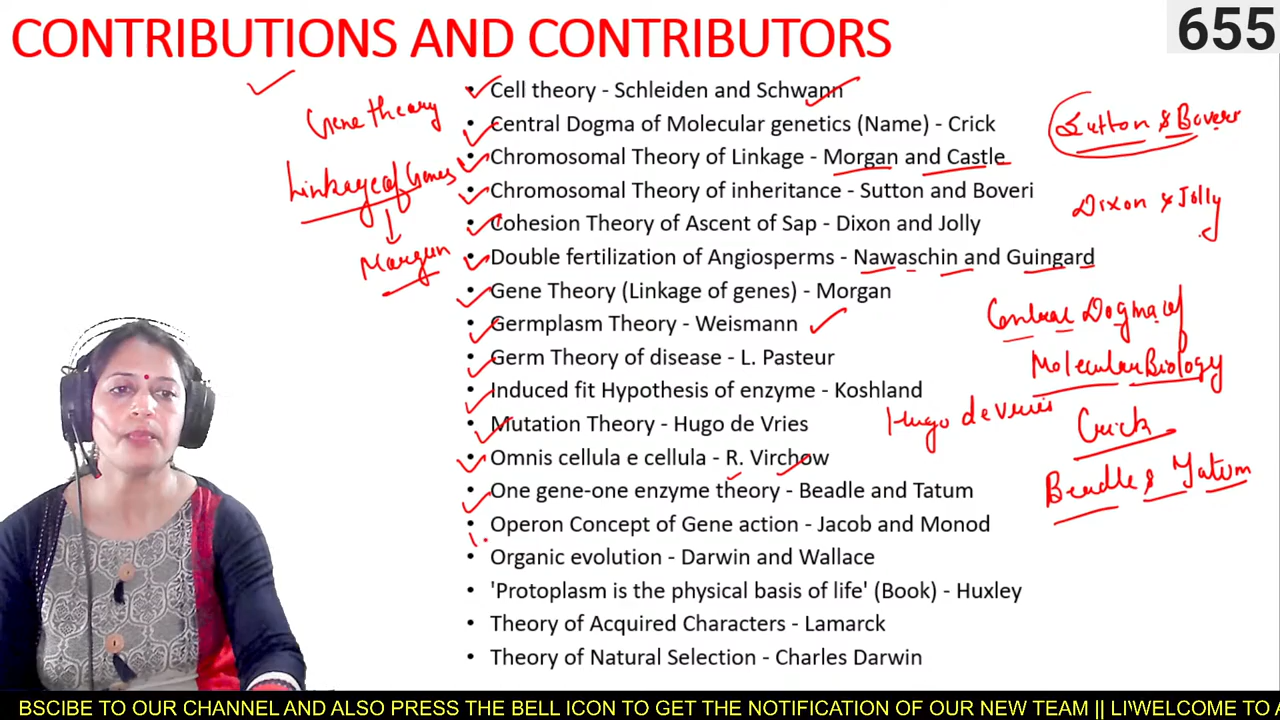 CONTRIBUTIONS AND CONTRIBUTORS
655
• Cell theory - Schleiden and Schwann
• Central Dogma of Molecular genetics (Name) - Crick
• Chromosomal Theory of Linkage - Morgan and Castle
• Chromosomal Theory of inheritance - Sutton and Boveri
• Cohesion Theory of Ascent of Sap - Dixon and Jolly
• Double fertilization of Angiosperms - Nawaschin and Guingard
• Gene Theory (Linkage of genes) - Morgan
• Germplasm Theory - Weismann
• Germ Theory of disease - L. Pasteur
• Induced fit Hypothesis of enzyme - Koshland
• Mutation Theory - Hugo de Vries
• Omnis cellula e cellula - R. Virchow
• One gene-one enzyme theory - Beadle and Tatum
• Operon Concept of Gene action - Jacob and Monod
• Organic evolution - Darwin and Wallace
• 'Protoplasm is the physical basis of life' (Book) - Huxley
• Theory of Acquired Characters - Lamarck
• Theory of Natural Selection - Charles Darwin
Gene theory
Linkage of Genes
Morgan
Sutton & Boveri
Dixon & Jolly
Central Dogma of
Molecular Biology
Crick
Hugo de Vries
Beadle & Tatum
BSCIBE TO OUR CHANNEL AND ALSO PRESS THE BELL ICON TO GET THE NOTIFICATION OF OUR NEW TEAM || LI'WELCOME TO A